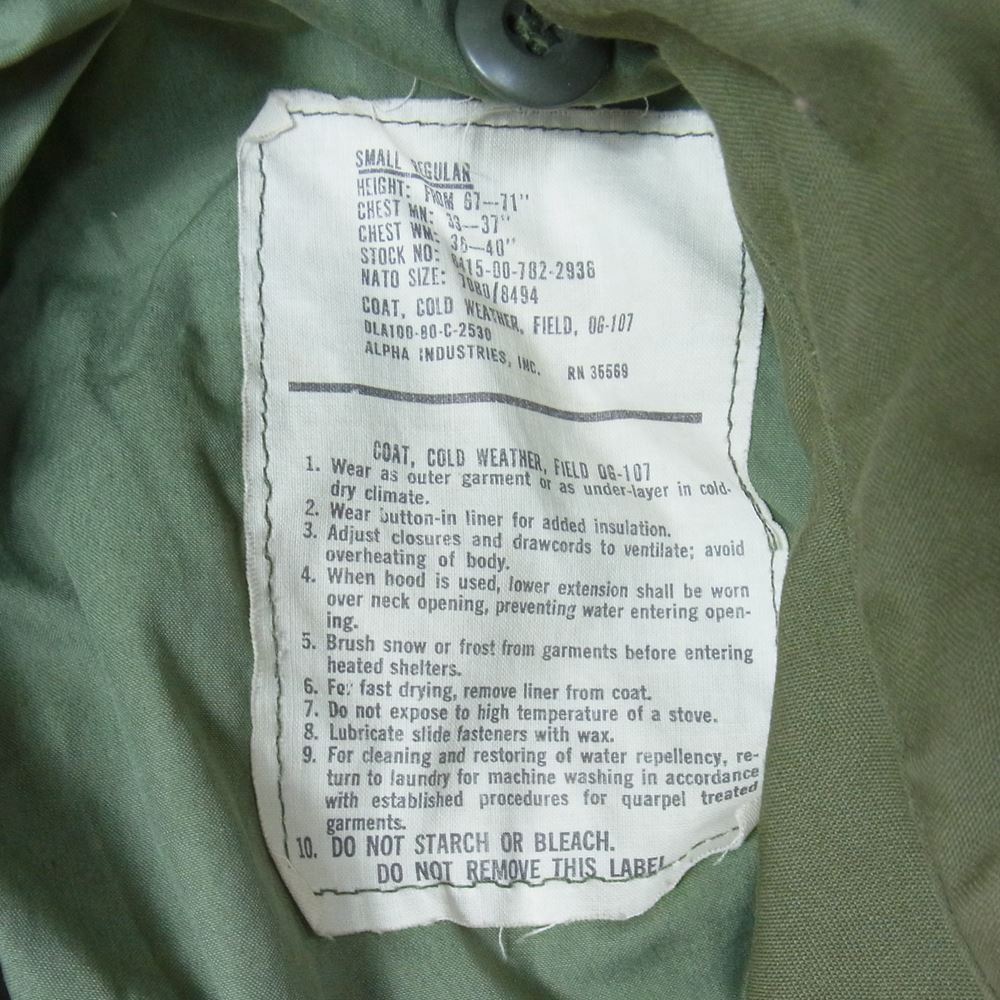 SMALL REGULAR
HEIGHT: FROM 67—71"
CHEST MN: 33—37"
CHEST WM: 36—40"
STOCK NO: 8415-00-782-2938
NATO SIZE: 7080/8494
COAT, COLD WEATHER, FIELD, OG-107
DLA100-80-C-2530
ALPHA INDUSTRIES, INC. RN 35569
COAT, COLD WEATHER, FIELD OG-107
1. Wear as outer garment or as under-layer in cold-
dry climate.
2. Wear button-in liner for added insulation.
3. Adjust closures and drawcords to ventilate; avoid
overheating of body.
4. When hood is used, lower extension shall be worn
over neck opening, preventing water entering open-
ing.
5. Brush snow or frost from garments before entering
heated shelters.
6. For fast drying, remove liner from coat.
7. Do not expose to high temperature of a stove.
8. Lubricate slide fasteners with wax.
9. For cleaning and restoring of water repellency, re-
turn to laundry for machine washing in accordance
with established procedures for quarpel treated
garments.
10. DO NOT STARCH OR BLEACH.
DO NOT REMOVE THIS LABEL